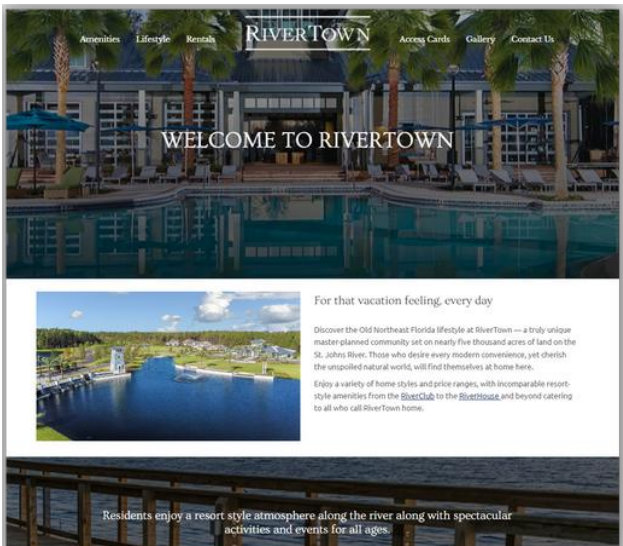 Amenities Lifestyle Rentals RIVERTOWN Access Cards Gallery Contact Us
WELCOME TO RIVERTOWN
For that vacation feeling, every day
Discover the Old Northeast Florida lifestyle at RiverTown — a truly unique
master-planned community set on nearly five thousand acres of land on the
St. Johns River. Those who desire every modern convenience, yet cherish
the unspoiled natural world, will find themselves at home here.
Enjoy a variety of home styles and price ranges, with incomparable resort-
style amenities from the RiverClub to the RiverHouse and beyond catering
to all who call RiverTown home.
Residents enjoy a resort style atmosphere along the river along with spectacular
activities and events for all ages.